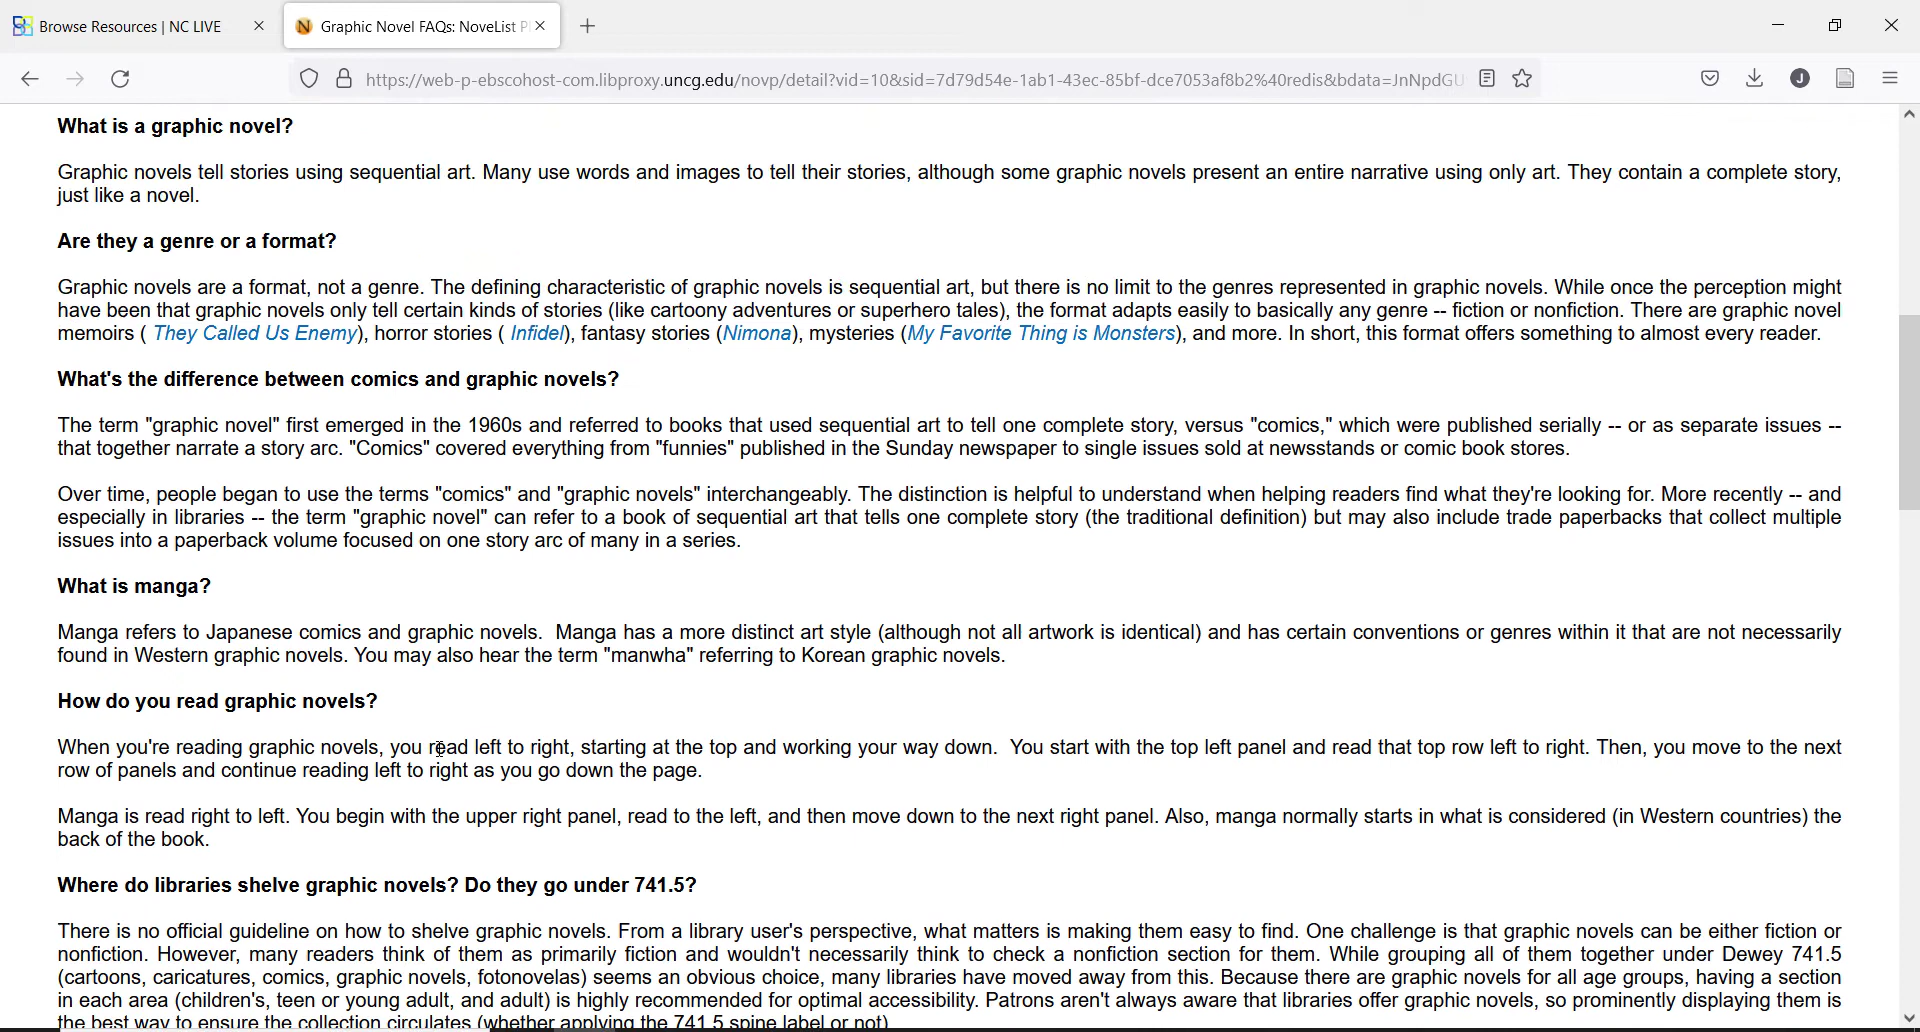 Browse Resources | NC LIVE
Graphic Novel FAQs: NoveList P
https://web-p-ebscohost-com.libproxy.uncg.edu/novp/detail?vid=10&sid=7d79d54e-1ab1-43ec-85bf-dce7053af8b2%40redis&bdata=JnNpdGU
J
What is a graphic novel?
Graphic novels tell stories using sequential art. Many use words and images to tell their stories, although some graphic novels present an entire narrative using only art. They contain a complete story,
just like a novel.
Are they a genre or a format?
Graphic novels are a format, not a genre. The defining characteristic of graphic novels is sequential art, but there is no limit to the genres represented in graphic novels. While once the perception might
have been that graphic novels only tell certain kinds of stories (like cartoony adventures or superhero tales), the format adapts easily to basically any genre -- fiction or nonfiction. There are graphic novel
memoirs ( They Called Us Enemy), horror stories ( Infidel), fantasy stories (Nimona), mysteries (My Favorite Thing is Monsters), and more. In short, this format offers something to almost every reader.
What's the difference between comics and graphic novels?
The term "graphic novel" first emerged in the 1960s and referred to books that used sequential art to tell one complete story, versus "comics," which were published serially -- or as separate issues --
that together narrate a story arc. "Comics" covered everything from "funnies" published in the Sunday newspaper to single issues sold at newsstands or comic book stores.
Over time, people began to use the terms "comics" and "graphic novels" interchangeably. The distinction is helpful to understand when helping readers find what they're looking for. More recently -- and
especially in libraries -- the term "graphic novel" can refer to a book of sequential art that tells one complete story (the traditional definition) but may also include trade paperbacks that collect multiple
issues into a paperback volume focused on one story arc of many in a series.
What is manga?
Manga refers to Japanese comics and graphic novels.  Manga has a more distinct art style (although not all artwork is identical) and has certain conventions or genres within it that are not necessarily
found in Western graphic novels. You may also hear the term "manwha" referring to Korean graphic novels.
How do you read graphic novels?
When you're reading graphic novels, you read left to right, starting at the top and working your way down.  You start with the top left panel and read that top row left to right. Then, you move to the next
row of panels and continue reading left to right as you go down the page.
Manga is read right to left. You begin with the upper right panel, read to the left, and then move down to the next right panel. Also, manga normally starts in what is considered (in Western countries) the
back of the book.
Where do libraries shelve graphic novels? Do they go under 741.5?
There is no official guideline on how to shelve graphic novels. From a library user's perspective, what matters is making them easy to find. One challenge is that graphic novels can be either fiction or
nonfiction. However, many readers think of them as primarily fiction and wouldn't necessarily think to check a nonfiction section for them. While grouping all of them together under Dewey 741.5
(cartoons, caricatures, comics, graphic novels, fotonovelas) seems an obvious choice, many libraries have moved away from this. Because there are graphic novels for all age groups, having a section
in each area (children's, teen or young adult, and adult) is highly recommended for optimal accessibility. Patrons aren't always aware that libraries offer graphic novels, so prominently displaying them is
the best way to ensure the collection circulates (whether applying the 741.5 spine label or not)